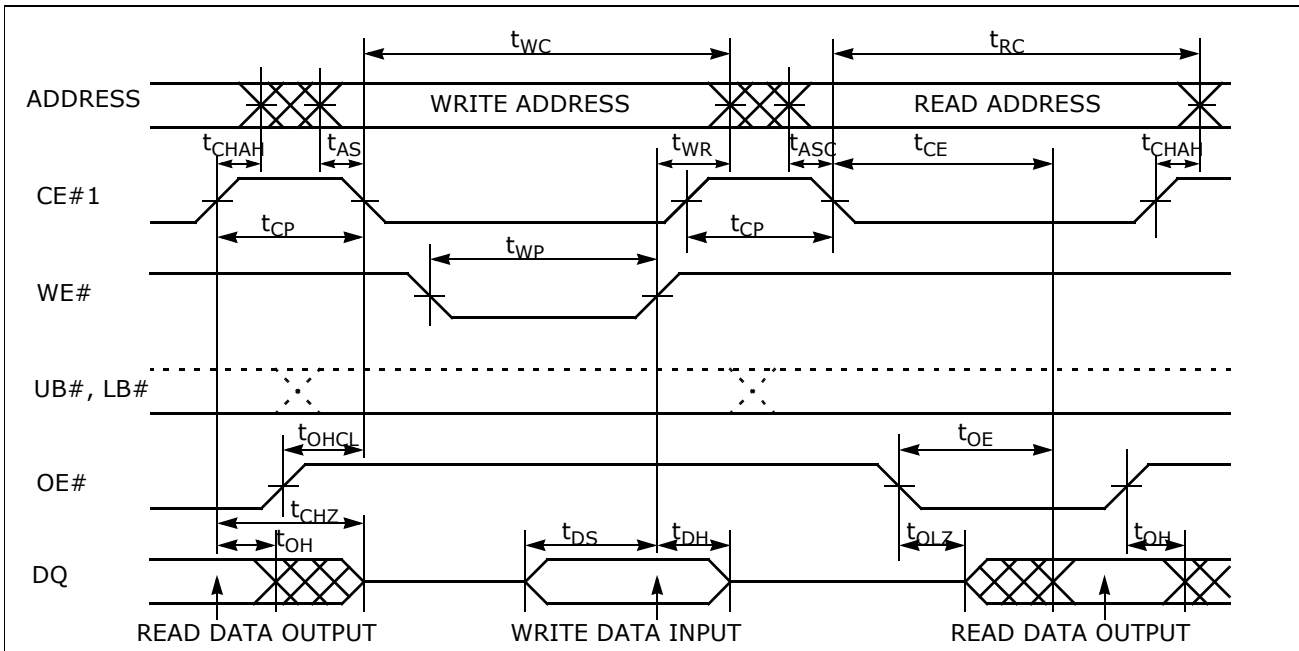 tWC
tRC
ADDRESS
WRITE ADDRESS
READ ADDRESS
tCHAH
tAS
tWR
tASC
tCE
tCHAH
CE#1
tCP
tCP
tWP
WE#
UB#, LB#
tOHCL
tOE
OE#
tCHZ
tOH
tDS
tDH
tOLZ
tOH
DQ
READ DATA OUTPUT
WRITE DATA INPUT
READ DATA OUTPUT